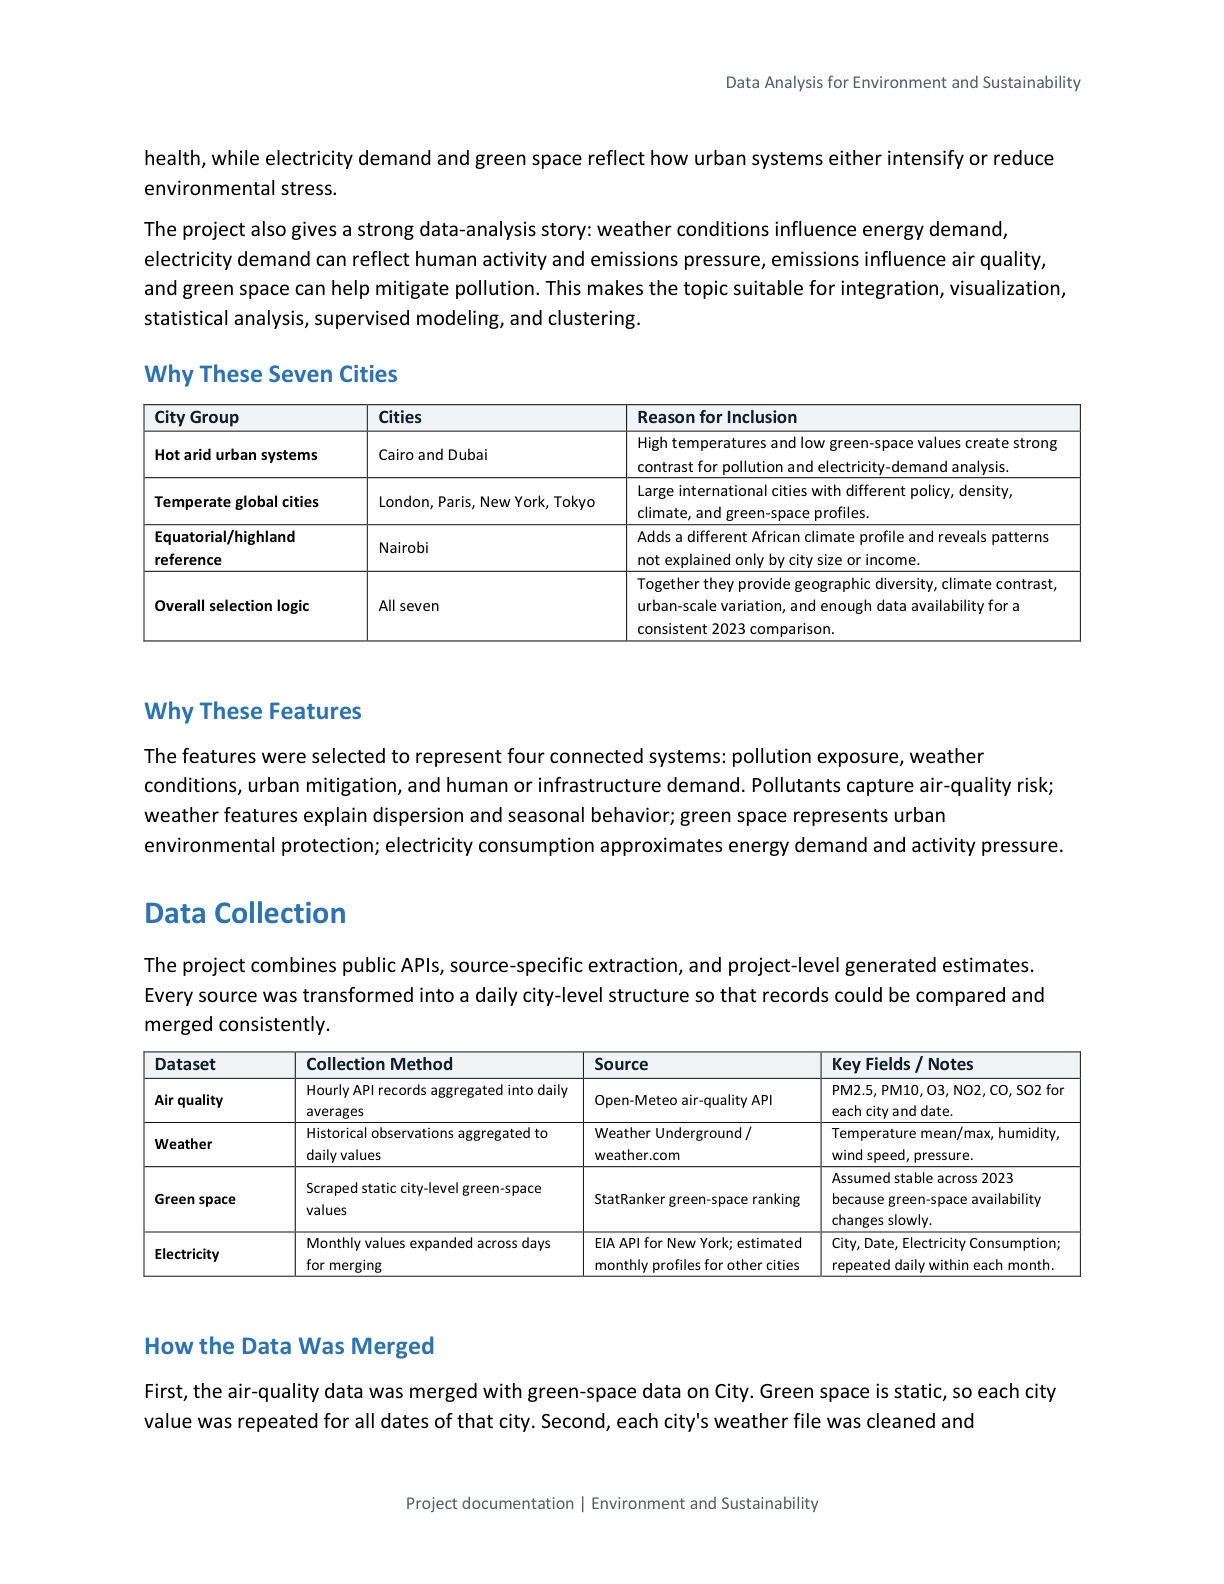 Data Analysis for Environment and Sustainability
health, while electricity demand and green space reflect how urban systems either intensify or reduce
environmental stress.
The project also gives a strong data-analysis story: weather conditions influence energy demand,
electricity demand can reflect human activity and emissions pressure, emissions influence air quality,
and green space can help mitigate pollution. This makes the topic suitable for integration, visualization,
statistical analysis, supervised modeling, and clustering.
Why These Seven Cities
City Group Cities Reason for Inclusion
Hot arid urban systems Cairo and Dubai High temperatures and low green-space values create strong
contrast for pollution and electricity-demand analysis.
Temperate global cities London, Paris, New York, Tokyo Large international cities with different policy, density,
climate, and green-space profiles.
Equatorial/highland
reference Nairobi Adds a different African climate profile and reveals patterns
not explained only by city size or income.
Overall selection logic All seven Together they provide geographic diversity, climate contrast,
urban-scale variation, and enough data availability for a
consistent 2023 comparison.
Why These Features
The features were selected to represent four connected systems: pollution exposure, weather
conditions, urban mitigation, and human or infrastructure demand. Pollutants capture air-quality risk;
weather features explain dispersion and seasonal behavior; green space represents urban
environmental protection; electricity consumption approximates energy demand and activity pressure.
Data Collection
The project combines public APIs, source-specific extraction, and project-level generated estimates.
Every source was transformed into a daily city-level structure so that records could be compared and
merged consistently.
Dataset Collection Method Source Key Fields / Notes
Air quality Hourly API records aggregated into daily
averages Open-Meteo air-quality API PM2.5, PM10, O3, NO2, CO, SO2 for
each city and date.
Weather Historical observations aggregated to
daily values Weather Underground /
weather.com Temperature mean/max, humidity,
wind speed, pressure.
Green space Scraped static city-level green-space
values StatRanker green-space ranking Assumed stable across 2023
because green-space availability
changes slowly.
Electricity Monthly values expanded across days
for merging EIA API for New York; estimated
monthly profiles for other cities City, Date, Electricity Consumption;
repeated daily within each month.
How the Data Was Merged
First, the air-quality data was merged with green-space data on City. Green space is static, so each city
value was repeated for all dates of that city. Second, each city's weather file was cleaned and
Project documentation | Environment and Sustainability